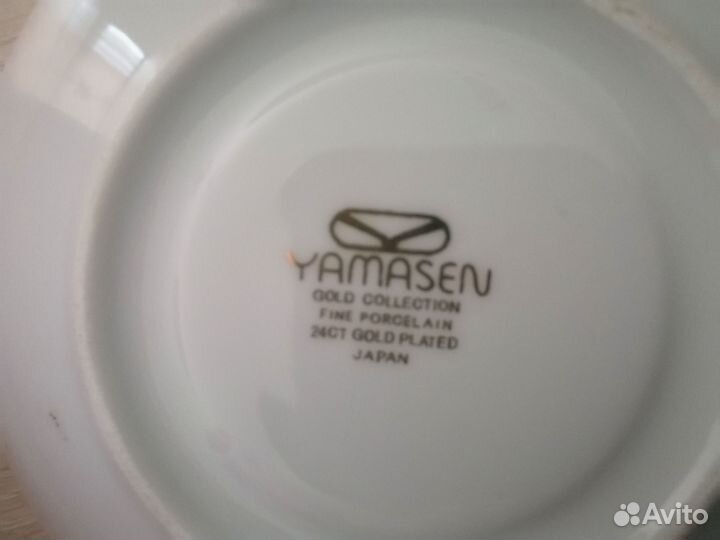 YAMASEN
GOLD COLLECTION
FINE PORCELAIN
24CT GOLD PLATED
JAPAN
Avito